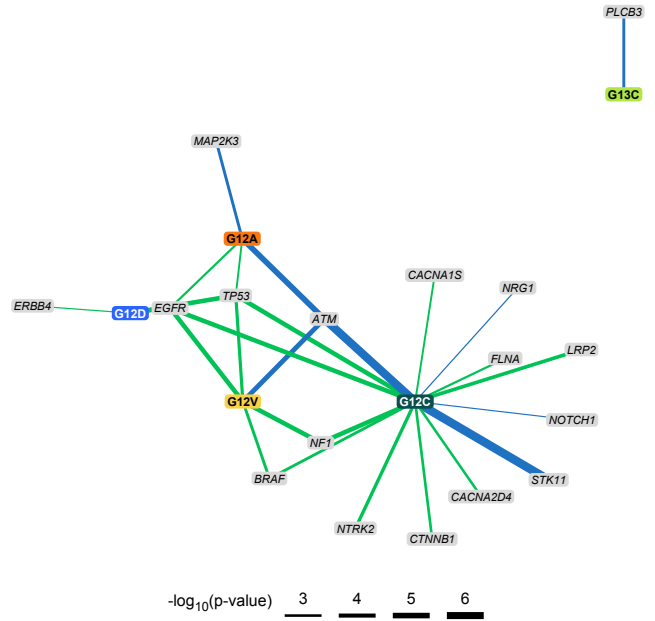 PLCB3
G13C
MAP2K3
G12A
CACNA1S
NRG1
ERBB4
G12D
EGFR
TP53
ATM
FLNA
LRP2
G12V
G12C
NOTCH1
NF1
BRAF
STK11
CACNA2D4
NTRK2
CTNNB1
-log10(p-value) 3 4 5 6